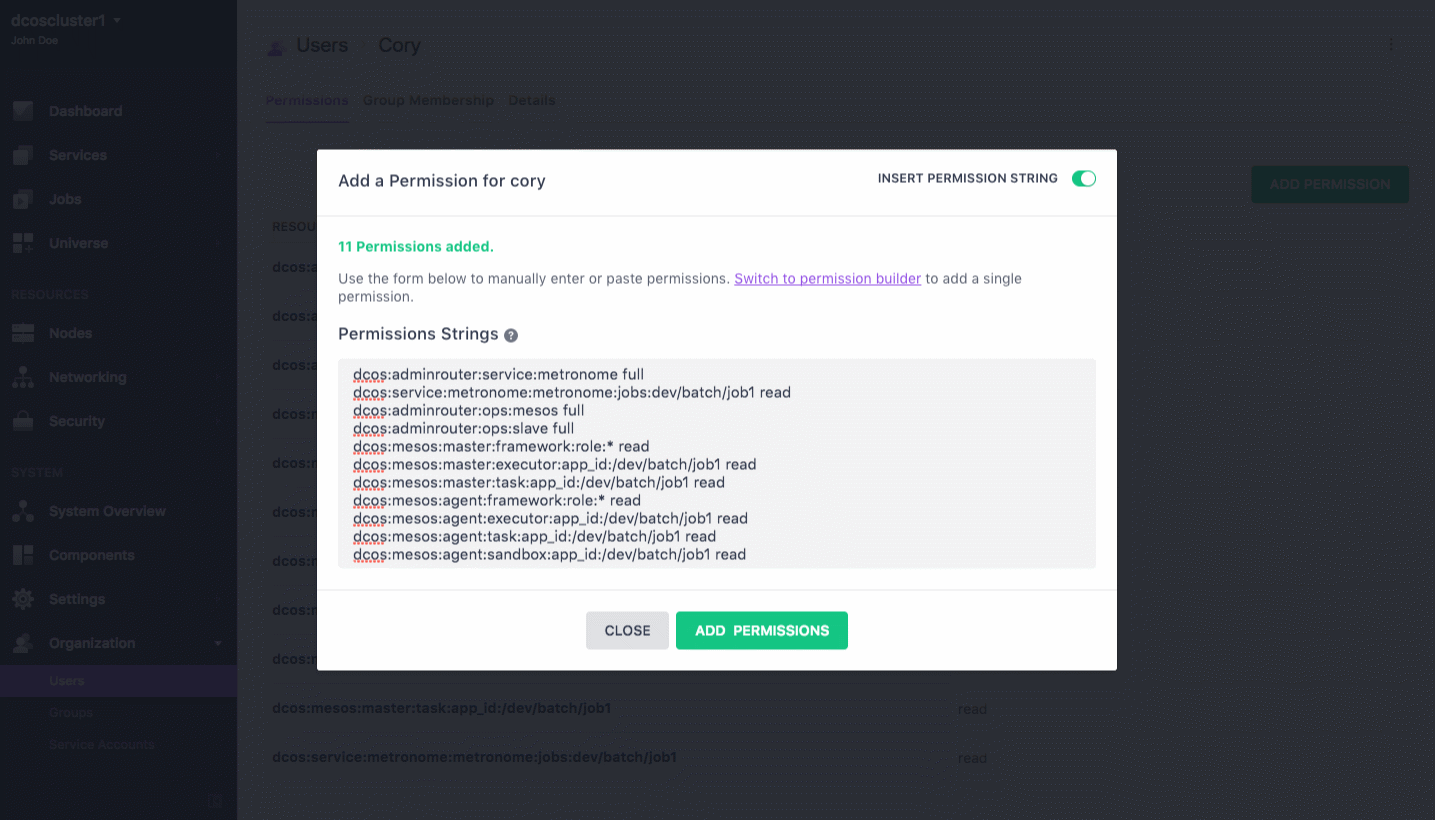 dcoscluster1
John Doe
Dashboard
Services
Jobs
Universe
RESOURCES
Nodes
Networking
Security
SYSTEM
System Overview
Components
Settings
Organization
Users
Groups
Service Accounts
Users Cory
Permissions Group Membership Details
ADD PERMISSION
RESOU
Add a Permission for cory
INSERT PERMISSION STRING
11 Permissions added.
Use the form below to manually enter or paste permissions. Switch to permission builder to add a single
permission.
Permissions Strings ?
dcos:adminrouter:service:metronome full
dcos:service:metronome:metronome:jobs:dev/batch/job1 read
dcos:adminrouter:ops:mesos full
dcos:adminrouter:ops:slave full
dcos:mesos:master:framework:role:* read
dcos:mesos:master:executor:app_id:/dev/batch/job1 read
dcos:mesos:master:task:app_id:/dev/batch/job1 read
dcos:mesos:agent:framework:role:* read
dcos:mesos:agent:executor:app_id:/dev/batch/job1 read
dcos:mesos:agent:task:app_id:/dev/batch/job1 read
dcos:mesos:agent:sandbox:app_id:/dev/batch/job1 read
CLOSE
ADD PERMISSIONS
dcos:a
dcos:a
dcos:a
dcos:m
dcos:m
dcos:m
dcos:m
dcos:m
dcos:m
dcos:mesos:master:task:app_id:/dev/batch/job1 read
dcos:service:metronome:metronome:jobs:dev/batch/job1 read